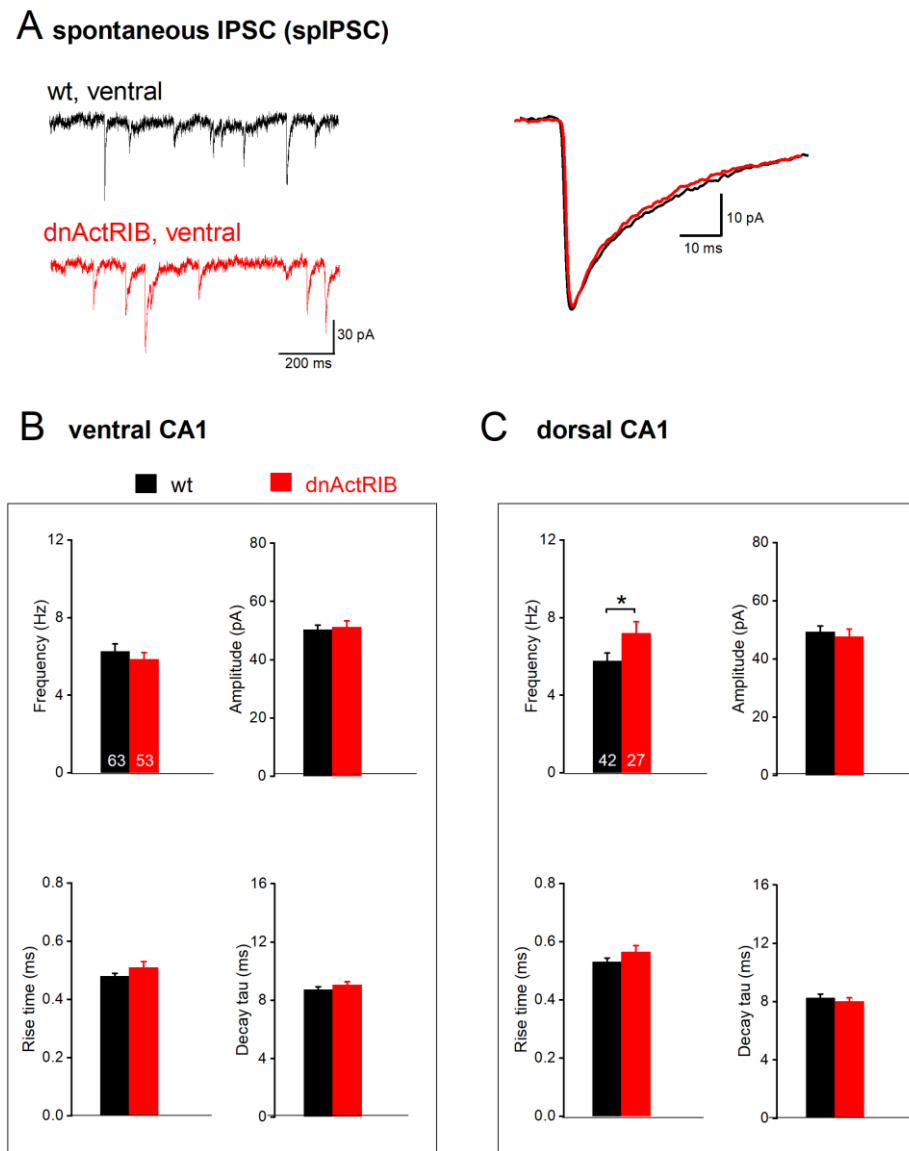 A spontaneous IPSC (spIPSC)
wt, ventral
dnActRIB, ventral
30 pA
200 ms
10 pA
10 ms
B ventral CA1
C dorsal CA1
wt
dnActRIB
Frequency (Hz)
12
8
4
0
63 53
Amplitude (pA)
80
60
40
20
0
Frequency (Hz)
12
8
4
0
*
42 27
Amplitude (pA)
80
60
40
20
0
Rise time (ms)
0.8
0.6
0.4
0.2
0.0
Decay tau (ms)
16
12
8
4
0
Rise time (ms)
0.8
0.6
0.4
0.2
0.0
Decay tau (ms)
16
12
8
4
0